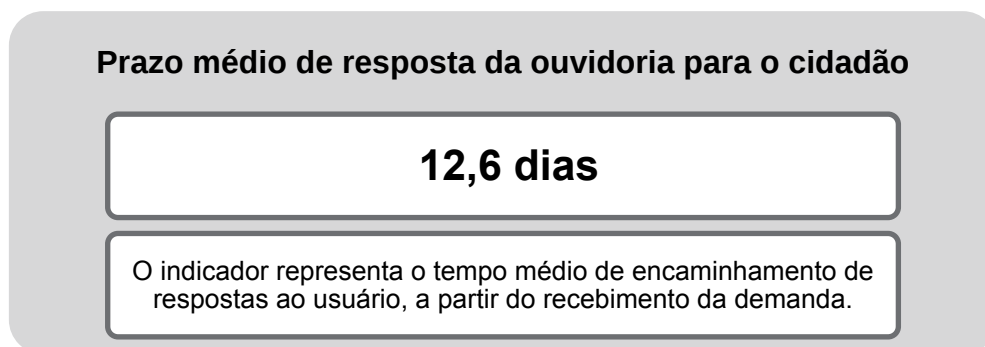 Prazo médio de resposta da ouvidoria para o cidadão
12,6 dias
O indicador representa o tempo médio de encaminhamento de
respostas ao usuário, a partir do recebimento da demanda.